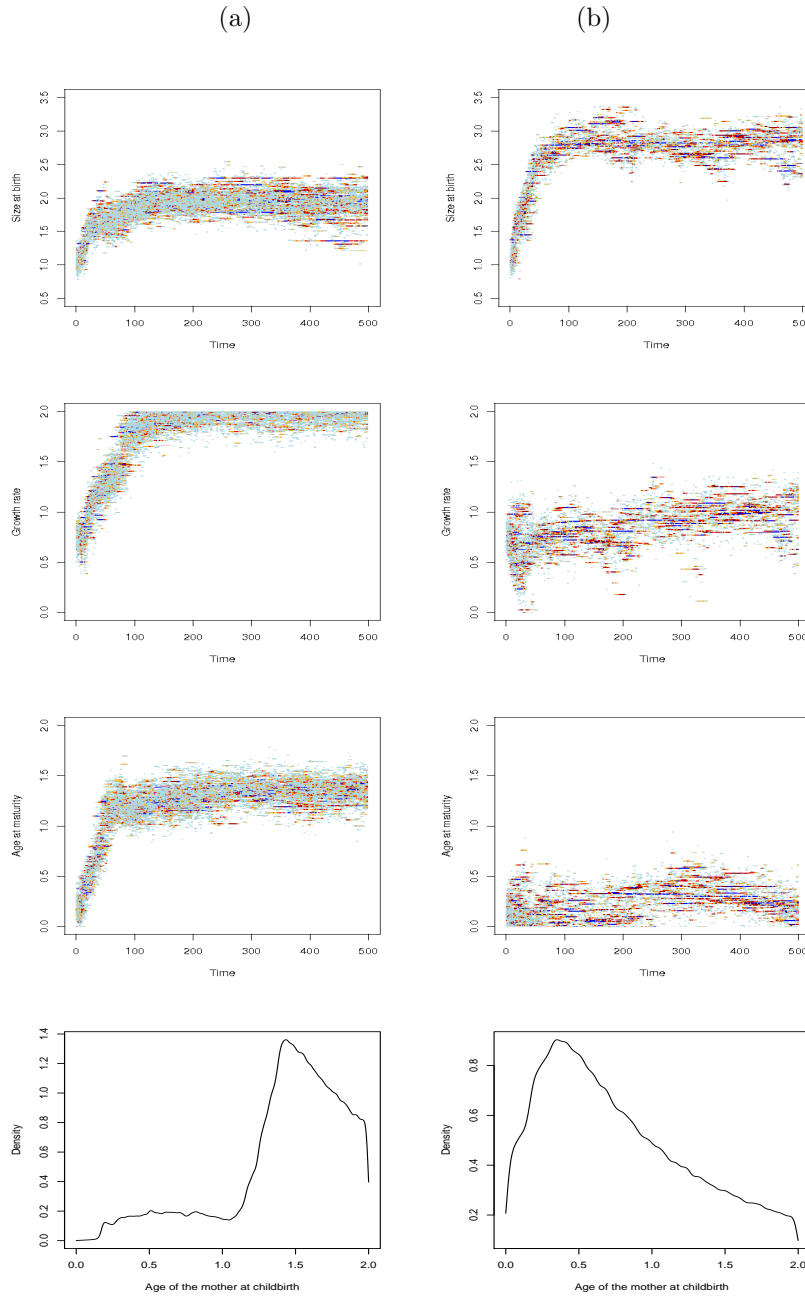 (a) (b)
Size at birth
0.5 1.0 1.5 2.0 2.5 3.0 3.5
0 100 200 300 400 500
Time
Size at birth
0.5 1.0 1.5 2.0 2.5 3.0 3.5
0 100 200 300 400 500
Time
Growth rate
0.0 0.5 1.0 1.5 2.0
0 100 200 300 400 500
Time
Growth rate
0.0 0.5 1.0 1.5 2.0
0 100 200 300 400 500
Time
Age at maturity
0.0 0.5 1.0 1.5 2.0
0 100 200 300 400 500
Time
Age at maturity
0.0 0.5 1.0 1.5 2.0
0 100 200 300 400 500
Time
Density
0.0 0.2 0.4 0.6 0.8 1.0 1.2 1.4
0.0 0.5 1.0 1.5 2.0
Age of the mother at childbirth
Density
0.2 0.4 0.6 0.8
0.0 0.5 1.0 1.5 2.0
Age of the mother at childbirth